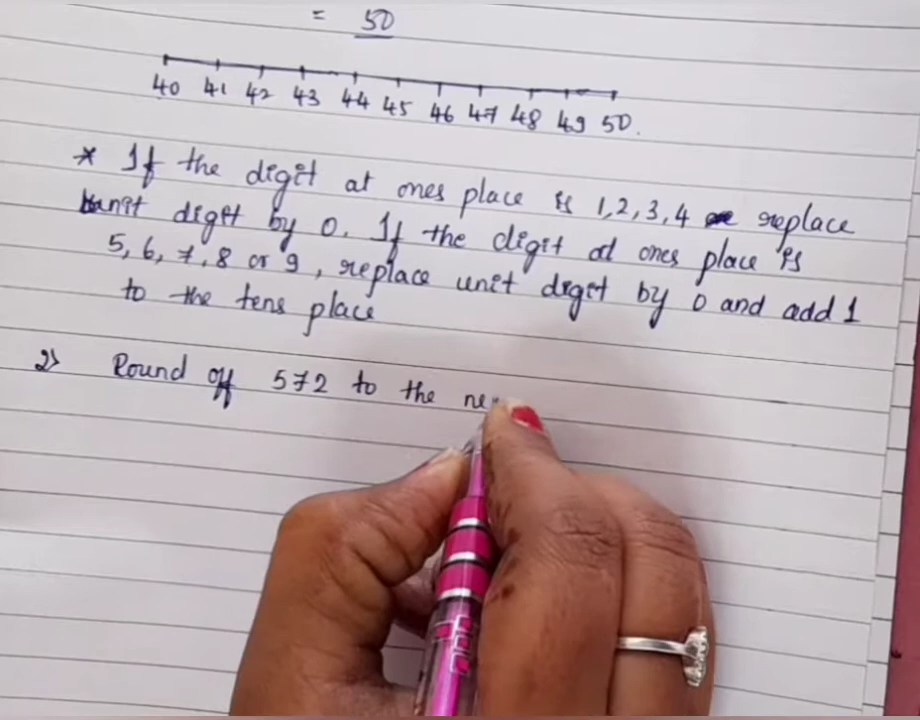 = 50
40 41 42 43 44 45 46 47 48 49 50.
* If the digit at ones place is 1,2,3,4 replace
unit digit by 0. If the digit at ones place is
5, 6, 7, 8 or 9, replace unit digit by 0 and add 1
to the tens place
2) Round off 572 to the ne